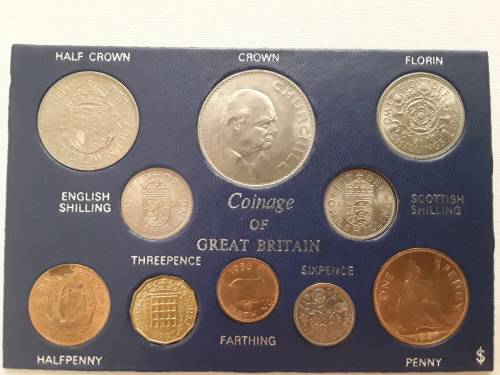 HALF CROWN
CROWN
FLORIN
CHURCHILL
ENGLISH
SHILLING
Coinage
OF
GREAT BRITAIN
SCOTTISH
SHILLING
THREEPENCE
SIXPENCE
ONE PENNY
HALFPENNY
FARTHING
PENNY
$